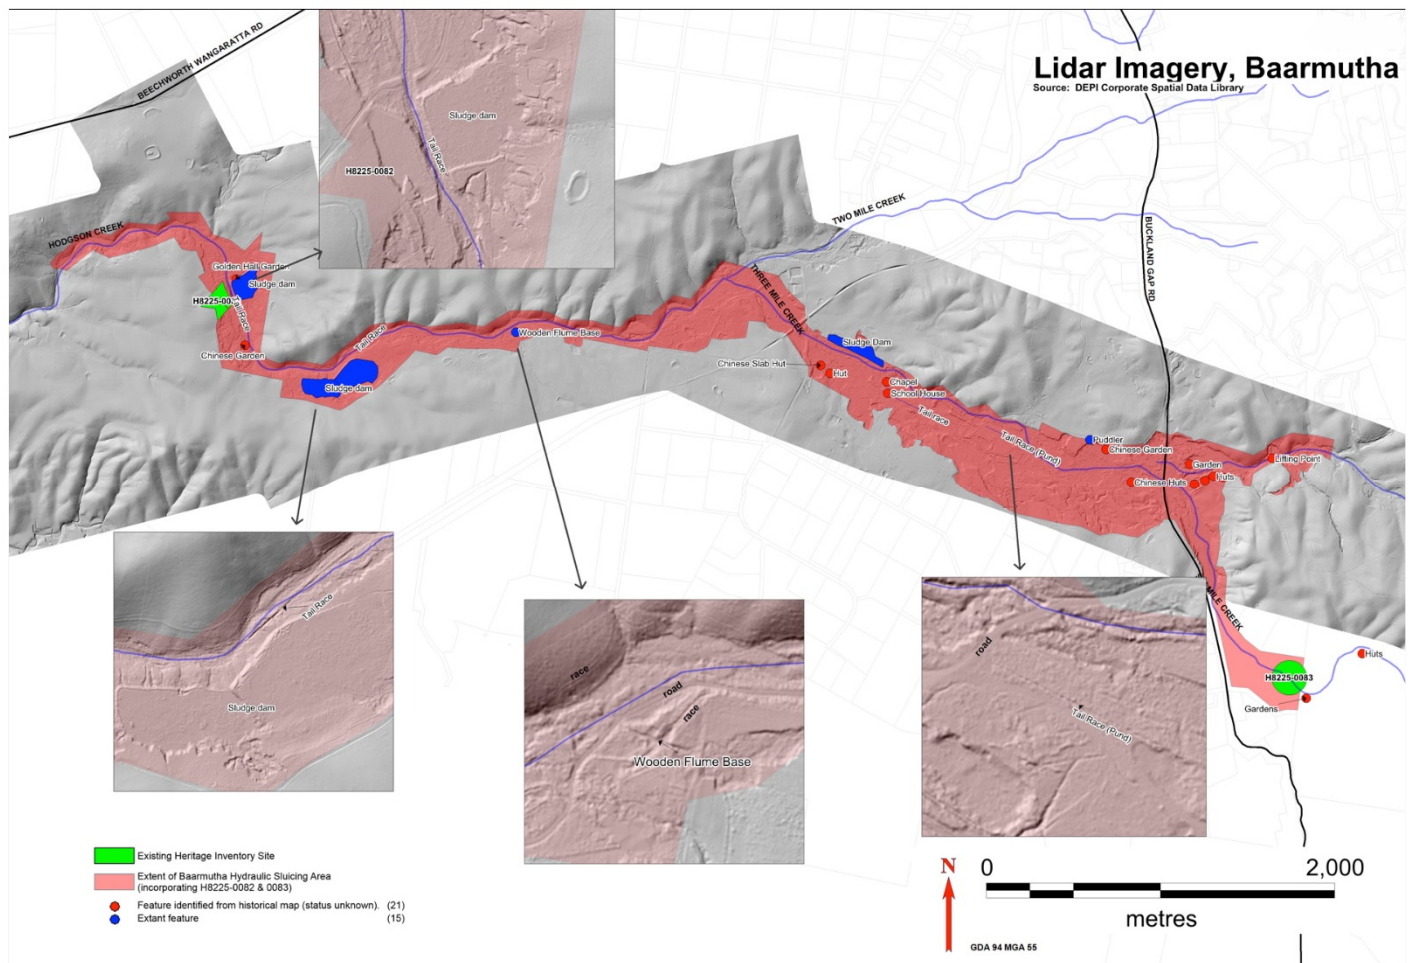 Lidar Imagery, Baarmutha
Source: DEPI Corporate Spatial Data Library
BEECHWORTH WANGARATTA RD
Sludge dam
Tail Race
H8225-0082
HODGSON CREEK
Golden Hall Garden
Sludge dam
H8225-00
Tail Race
Chinese Garden
Tail Race
Sludge dam
Wooden Flume Base
TWO MILE CREEK
THREE MILE CREEK
BUCKLAND GAP RD
Sludge Dam
Chinese Slab Hut
Hut
Chapel
School House
Tail race
Tail Race (Pund)
Puddler
Chinese Garden
Garden
Lifting Point
Chinese Huts
Huts
MILE CREEK
Huts
H8225-0083
Gardens
Tail Race
Sludge dam
race
road
race
Wooden Flume Base
road
Tail Race (Pund)
Existing Heritage Inventory Site
Extent of Baarmutha Hydraulic Sluicing Area
(incorporating H8225-0082 & 0083)
Feature identified from historical map (status unknown). (21)
Extant feature (15)
N
0 2,000
metres
GDA 94 MGA 55